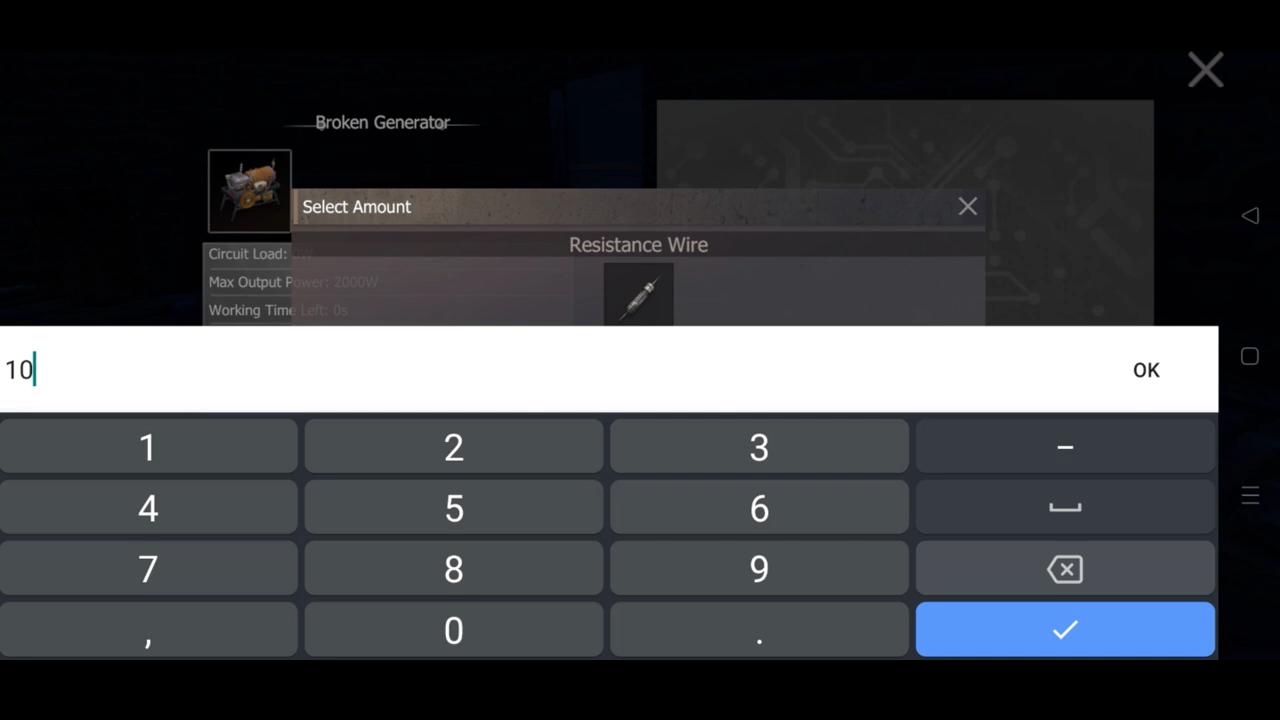 Broken Generator
Select Amount
Resistance Wire
Circuit Load: 0W
Max Output Power: 2000W
Working Time Left: 0s
10
OK
1 2 3 -
4 5 6
7 8 9
, 0 .